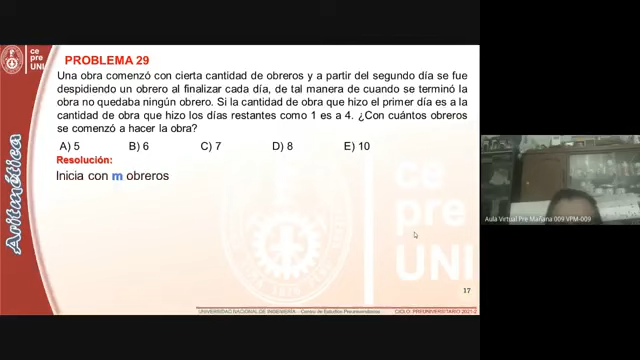 ce
pre
UNI
PROBLEMA 29
Una obra comenzó con cierta cantidad de obreros y a partir del segundo día se fue
despidiendo un obrero al finalizar cada día, de tal manera de cuando se terminó la
obra no quedaba ningún obrero. Si la cantidad de obra que hizo el primer día es a la
cantidad de obra que hizo los días restantes como 1 es a 4. ¿Con cuántos obreros
se comenzó a hacer la obra?
A) 5 B) 6 C) 7 D) 8 E) 10
Resolución:
Inicia con m obreros
Aritmética
ce
pre
UNI
17
UNIVERSIDAD NACIONAL DE INGENIERÍA - Centro de Estudios Preuniversitarios CICLO PREUNIVERSITARIO 2021-2
Aula Virtual Pre Mañana 009 VPM-009